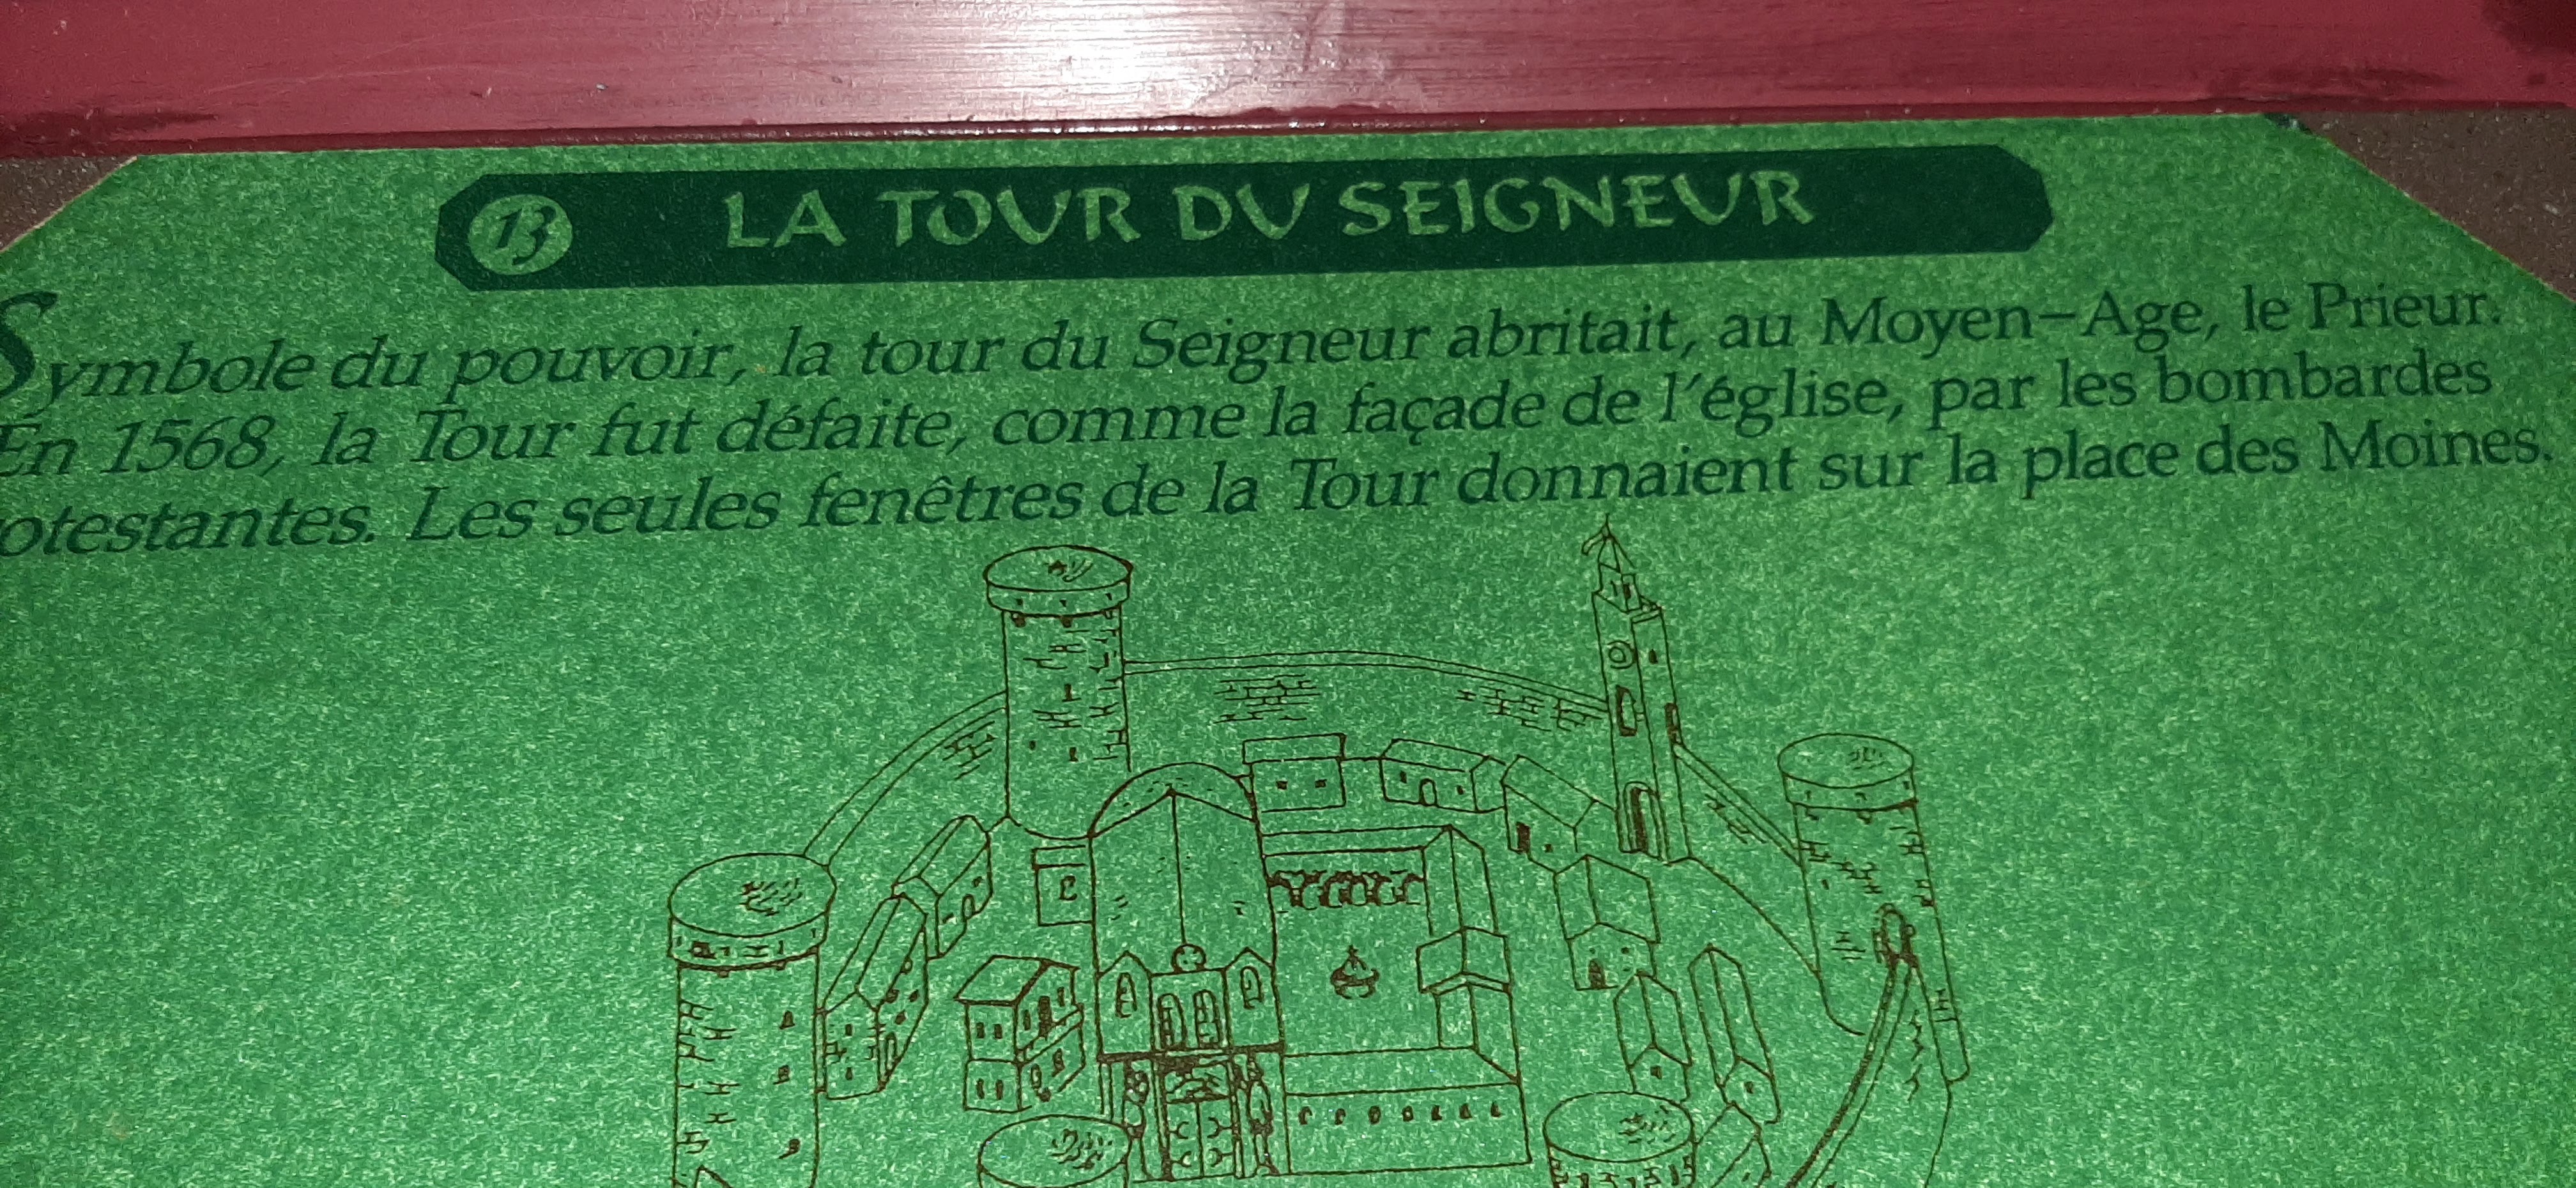 13 LA TOUR DU SEIGNEUR
Symbole du pouvoir, la tour du Seigneur abritait, au Moyen-Age, le Prieur.
En 1568, la Tour fut défaite, comme la façade de l'église, par les bombardes
otestantes. Les seules fenêtres de la Tour donnaient sur la place des Moines.